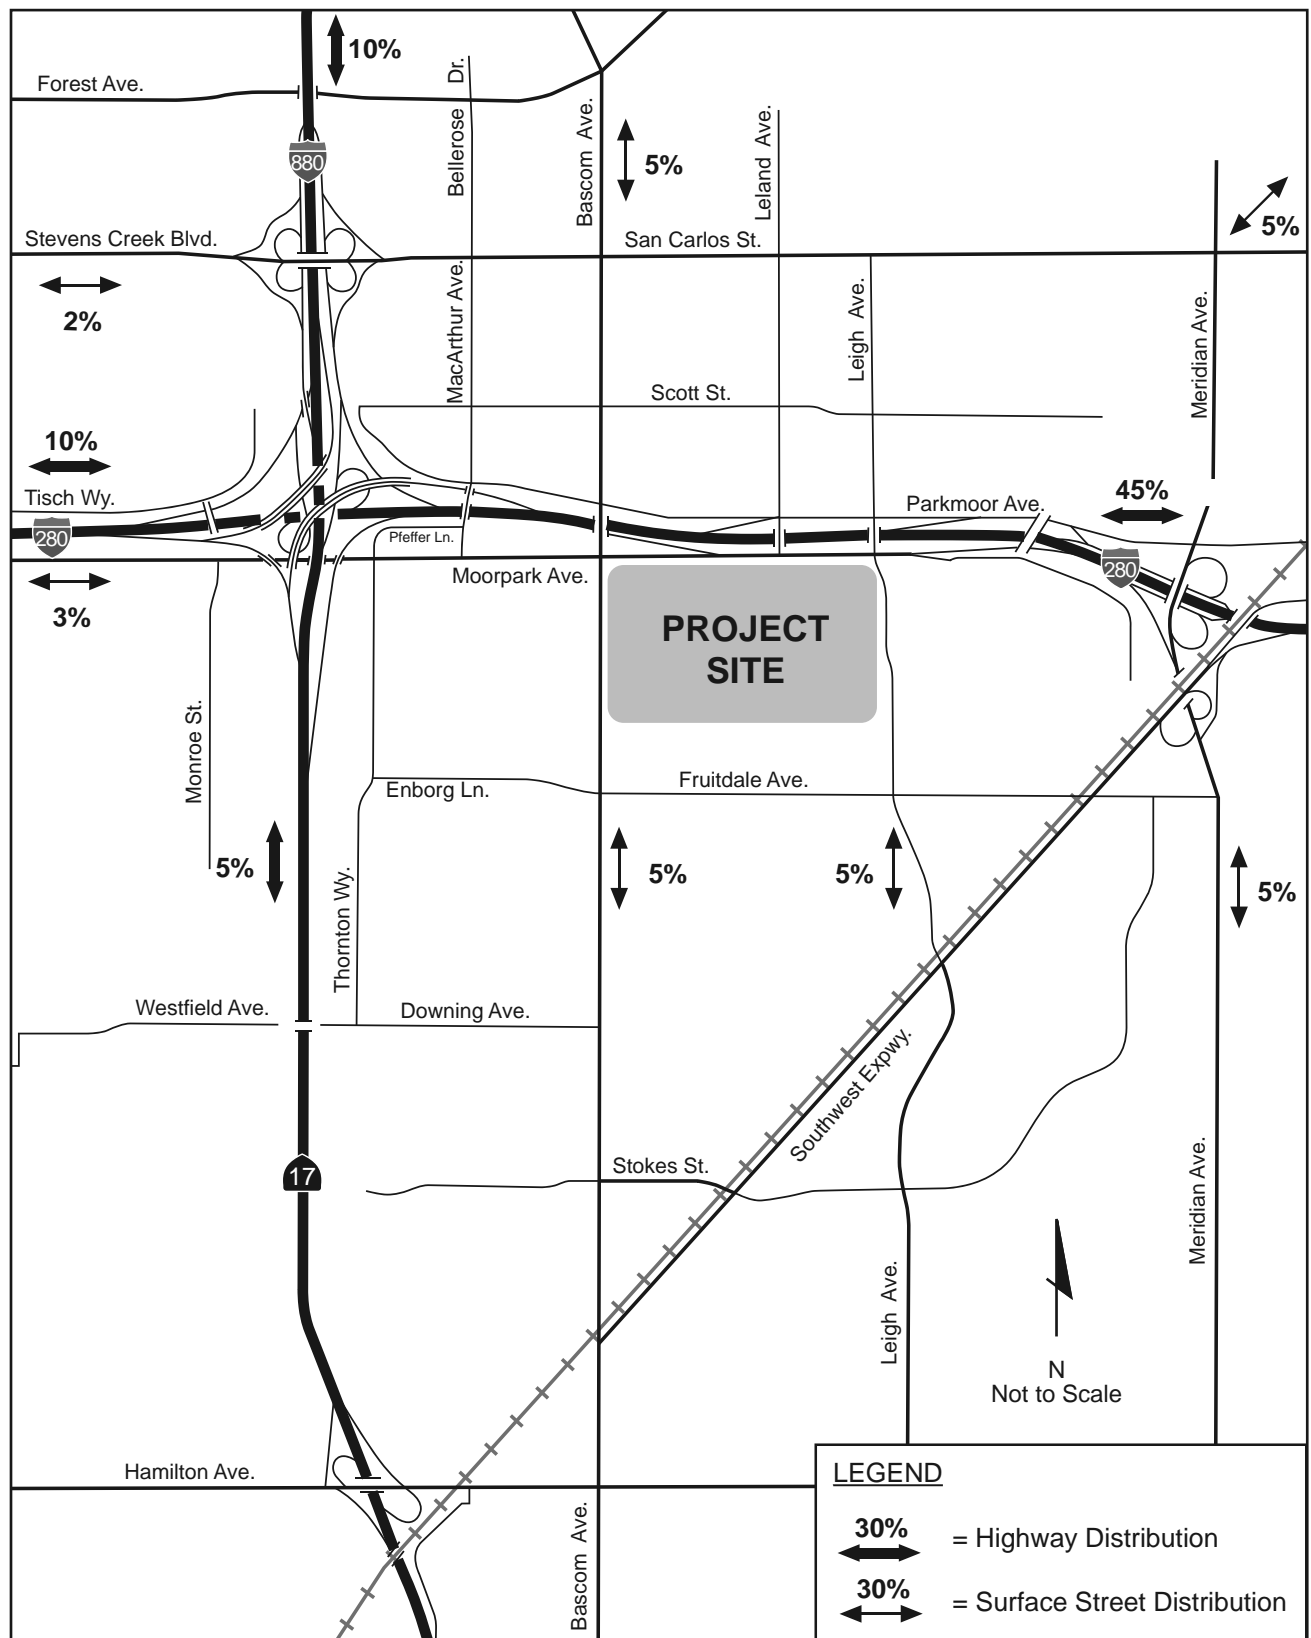 10%
Forest Ave.
Bellerose Dr.
Bascom Ave.
5%
Leland Ave.
880
Stevens Creek Blvd.
San Carlos St.
5%
2%
MacArthur Ave.
Leigh Ave.
Meridian Ave.
Scott St.
10%
Tisch Wy.
280
Parkmoor Ave.
45%
Pfeffer Ln.
Moorpark Ave.
280
3%
PROJECT
SITE
Monroe St.
Enborg Ln.
Fruitdale Ave.
5%
5%
5%
5%
Thornton Wy.
Westfield Ave.
Downing Ave.
Southwest Expwy.
17
Stokes St.
Meridian Ave.
Leigh Ave.
N
Not to Scale
Hamilton Ave.
Bascom Ave.
LEGEND
30%
= Highway Distribution
30%
= Surface Street Distribution